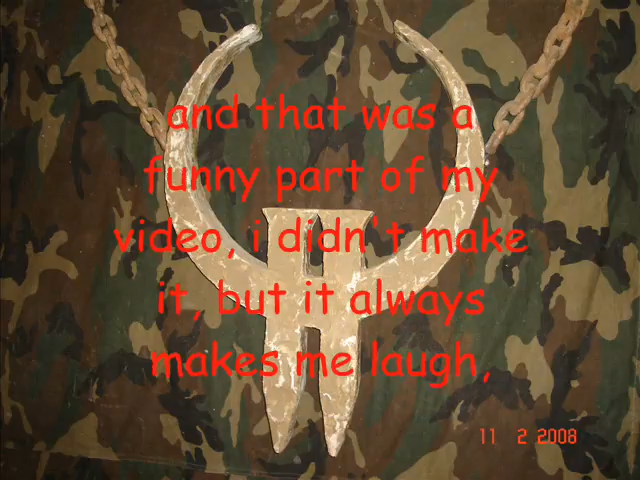 and that was a
funny part of my
video, i didn't make
it, but it always
makes me laugh,
11 2 2008